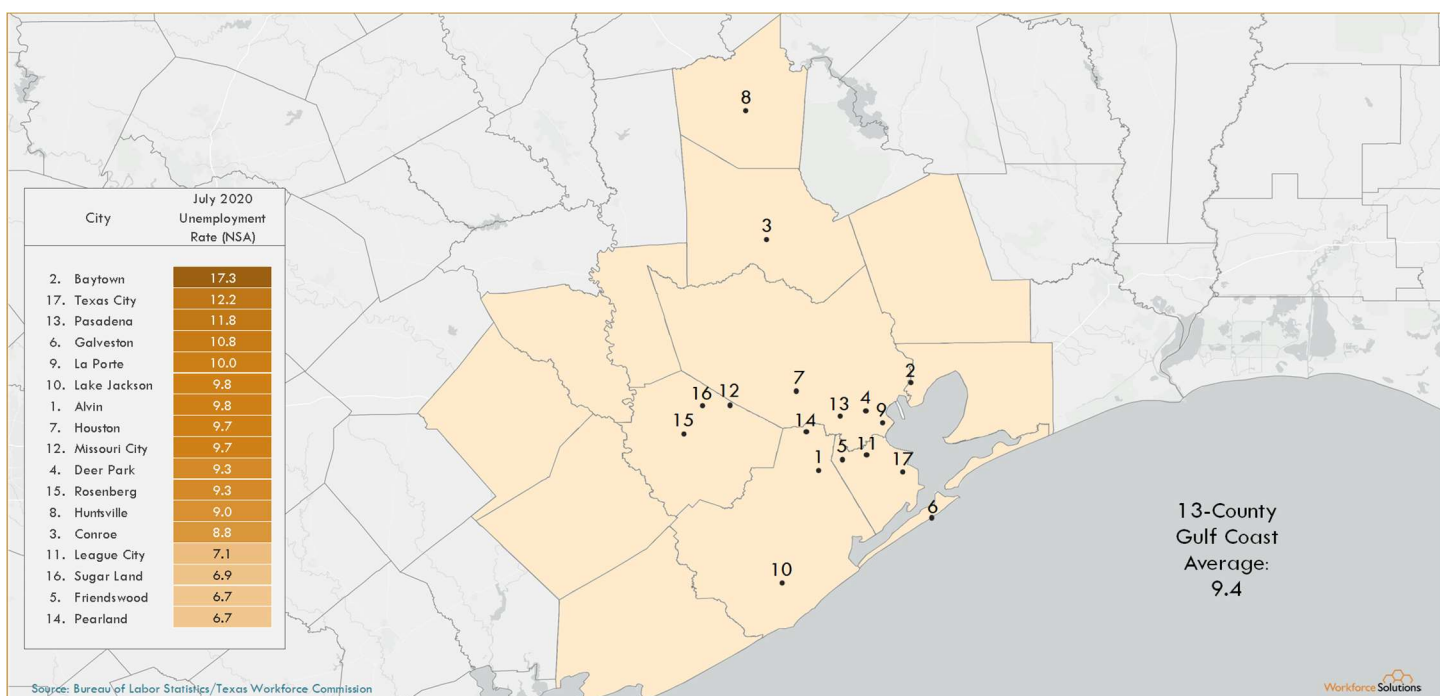 City
July 2020
Unemployment
Rate (NSA)
2. Baytown 17.3
17. Texas City 12.2
13. Pasadena 11.8
6. Galveston 10.8
9. La Porte 10.0
10. Lake Jackson 9.8
1. Alvin 9.8
7. Houston 9.7
12. Missouri City 9.7
4. Deer Park 9.3
15. Rosenberg 9.3
8. Huntsville 9.0
3. Conroe 8.8
11. League City 7.1
16. Sugar Land 6.9
5. Friendswood 6.7
14. Pearland 6.7
8
3
2
7
16 12
13 4
9
15
14
5 11
1
17
6
10
13-County
Gulf Coast
Average:
9.4
Source: Bureau of Labor Statistics/Texas Workforce Commission
Workforce Solutions